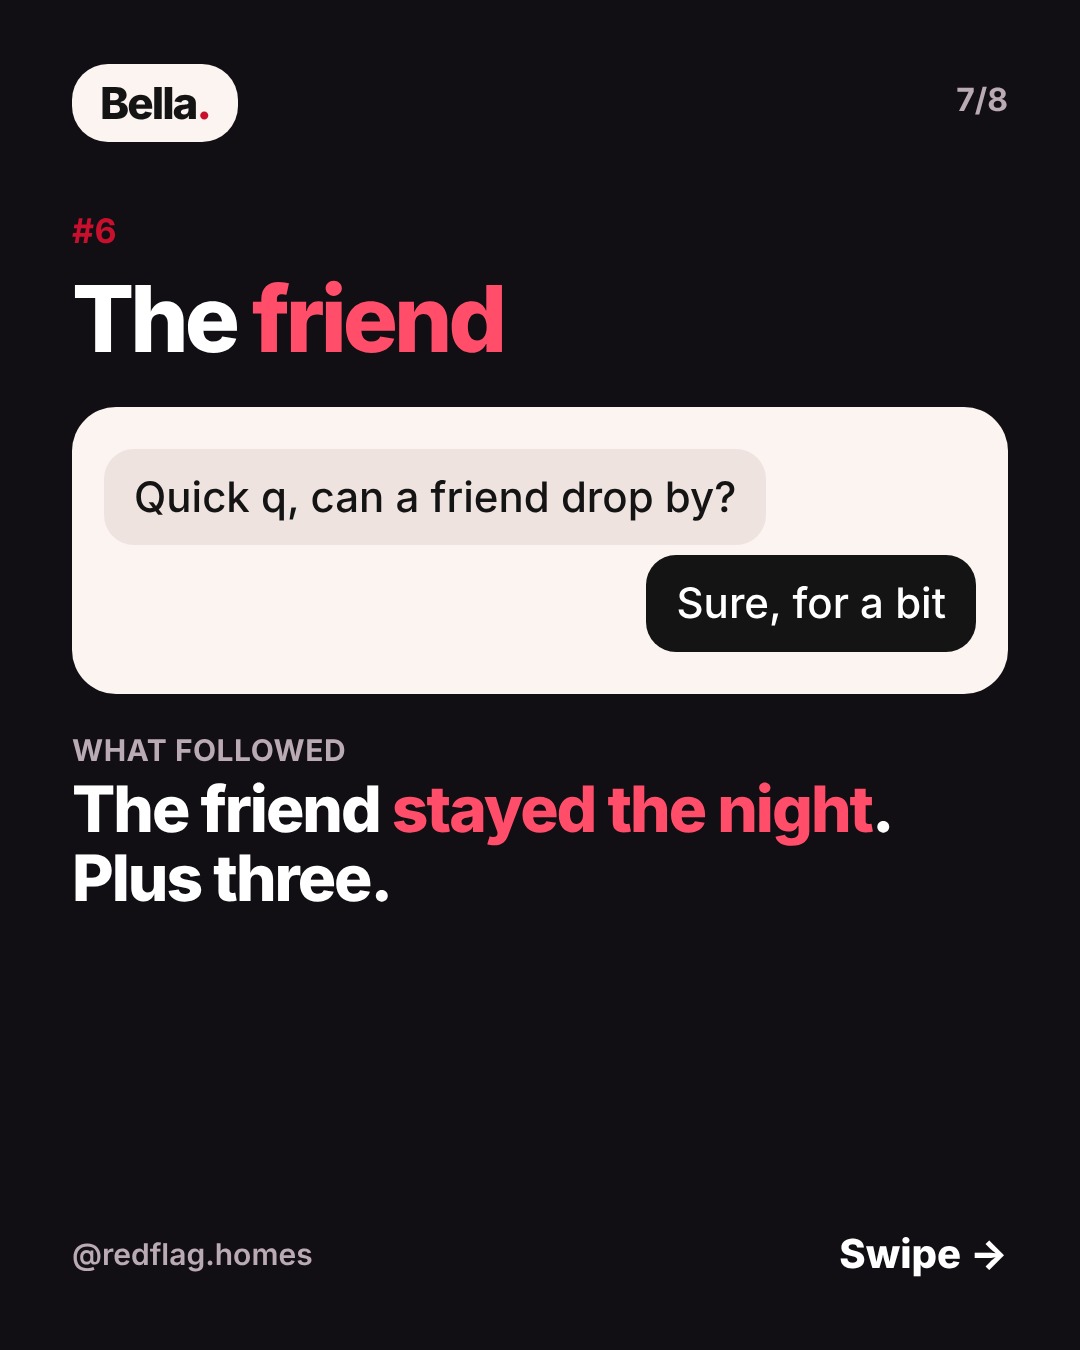 Bella.
7/8
#6
The friend
Quick q, can a friend drop by?
Sure, for a bit
WHAT FOLLOWED
The friend stayed the night.
Plus three.
@redflag.homes
Swipe →